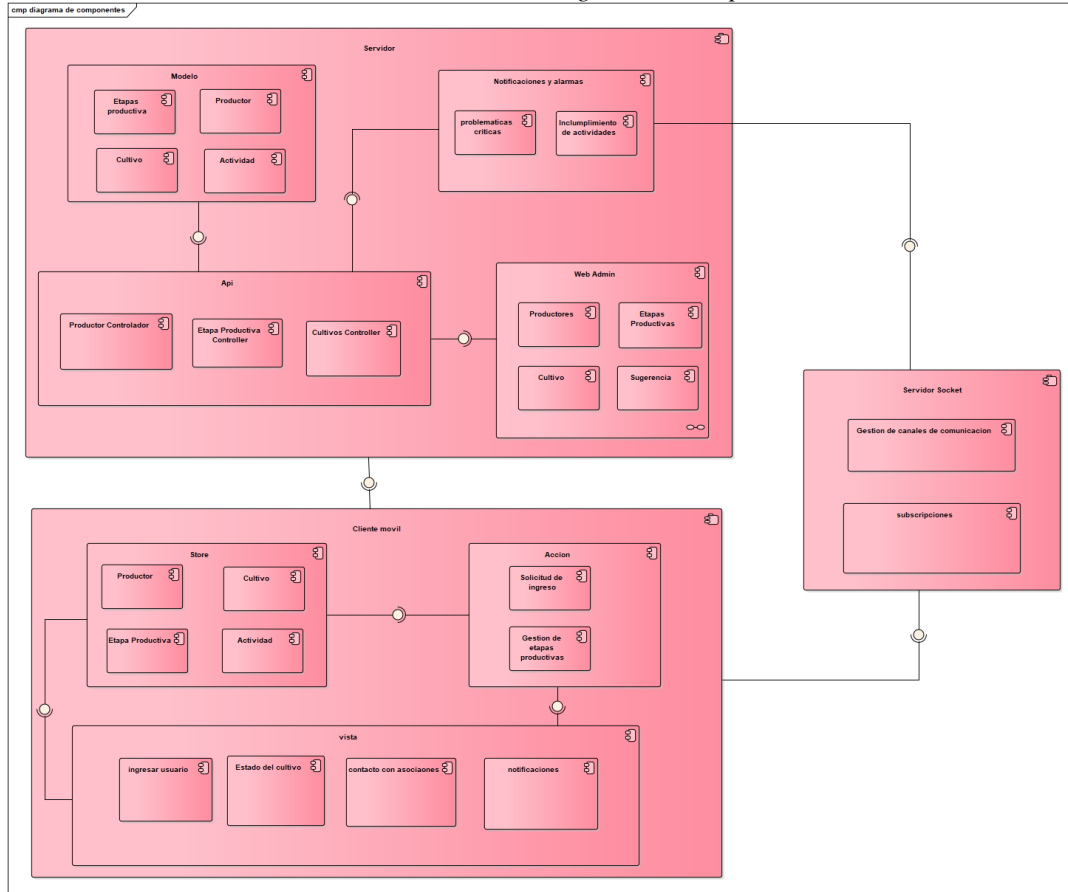 cmp diagrama de componentes
Servidor
Modelo
Etapas
productiva
Productor
Cultivo
Actividad
Notificaciones y alarmas
problematicas
criticas
Inclumplimiento
de actividades
Api
Productor Controlador
Etapa Productiva
Controller
Cultivos Controller
Web Admin
Productores
Etapas
Productivas
Cultivo
Sugerencia
Servidor Socket
Gestion de canales de comunicacion
subscripciones
Cliente movil
Store
Productor
Cultivo
Etapa Productiva
Actividad
Accion
Solicitud de
ingreso
Gestion de
etapas
productivas
vista
ingresar usuario
Estado del cultivo
contacto con asociaones
notificaciones